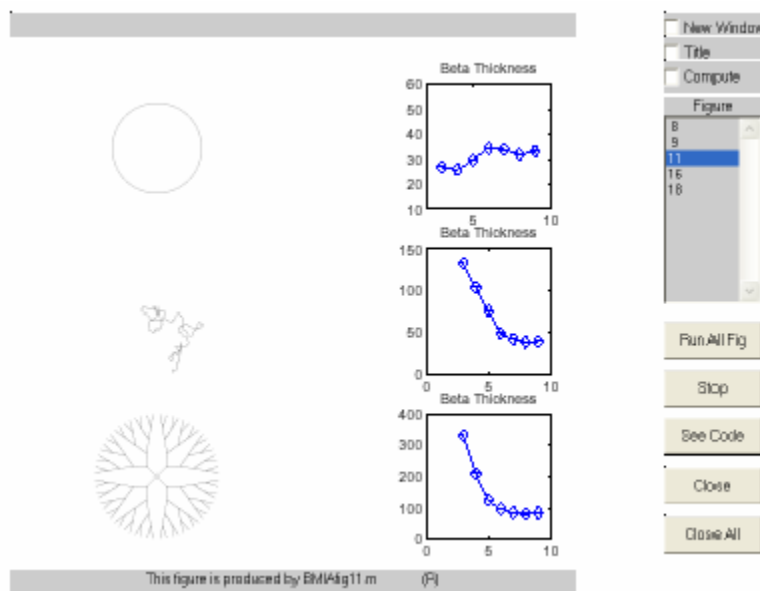 Beta Thickness
60
50
40
30
20
10
5
10
Beta Thickness
150
100
50
0
0
5
10
Beta Thickness
400
300
200
100
0
0
5
10
This figure is produced by BMIAfig11.m (R)
New Window
Title
Compute
Figure
8
9
11
16
18
Run All Fig
Stop
See Code
Close
Close All